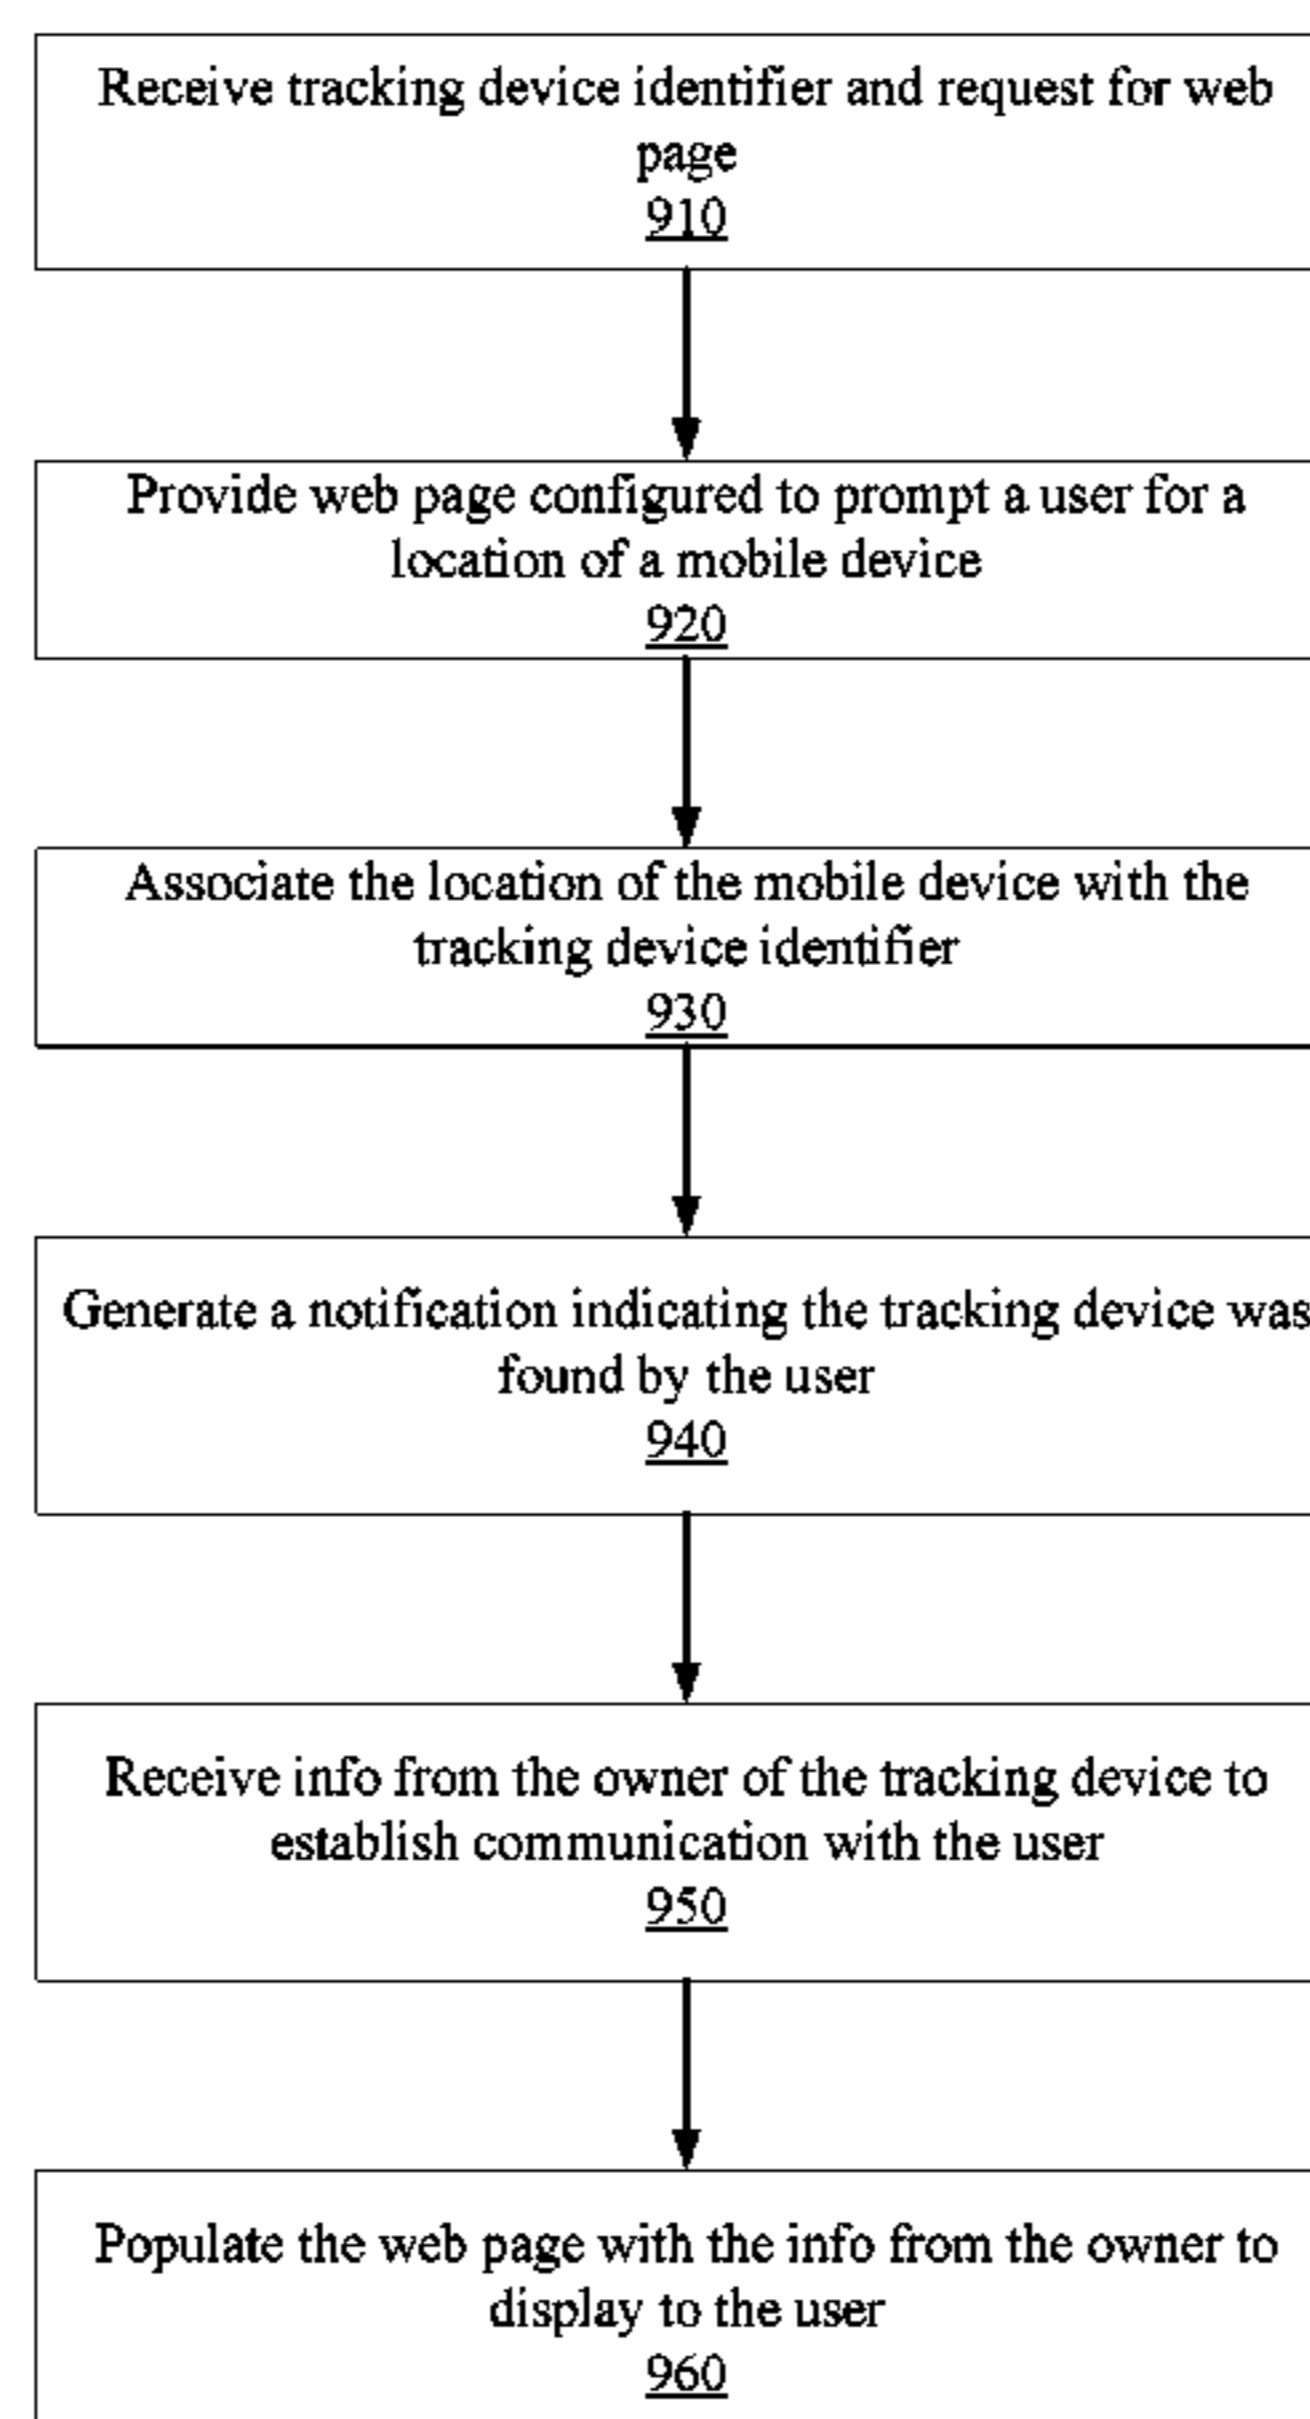 Receive tracking device identifier and request for web
page
910
Provide web page configured to prompt a user for a
location of a mobile device
920
Associate the location of the mobile device with the
tracking device identifier
930
Generate a notification indicating the tracking device was
found by the user
940
Receive info from the owner of the tracking device to
establish communication with the user
950
Populate the web page with the info from the owner to
display to the user
960